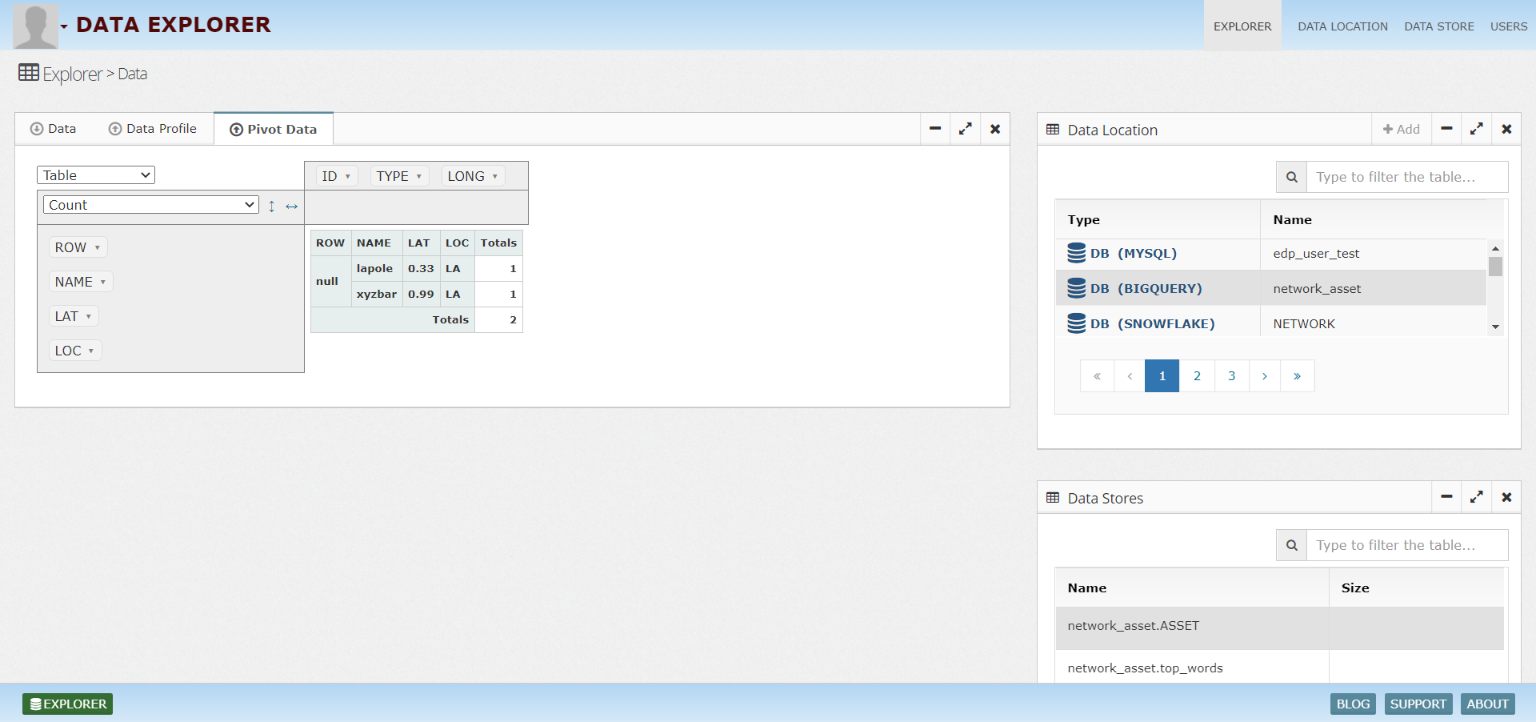 DATA EXPLORER
EXPLORER DATA LOCATION DATA STORE USERS
Explorer > Data
Data Data Profile Pivot Data
Table
ID TYPE LONG
Count
ROW
NAME
LAT
LOC
ROW NAME LAT LOC Totals
null lapole 0.33 LA 1
xyzbar 0.99 LA 1
Totals 2
Data Location
Add
Type to filter the table...
Type Name
DB (MYSQL) edp_user_test
DB (BIGQUERY) network_asset
DB (SNOWFLAKE) NETWORK
« ‹ 1 2 3 › »
Data Stores
Type to filter the table...
Name Size
network_asset.ASSET
network_asset.top_words
EXPLORER
BLOG SUPPORT ABOUT